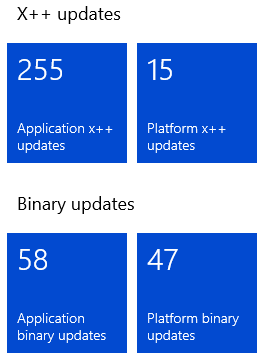 X++ updates
255
15
Application x++
updates
Platform x++
updates
Binary updates
58
47
Application
binary updates
Platform binary
updates